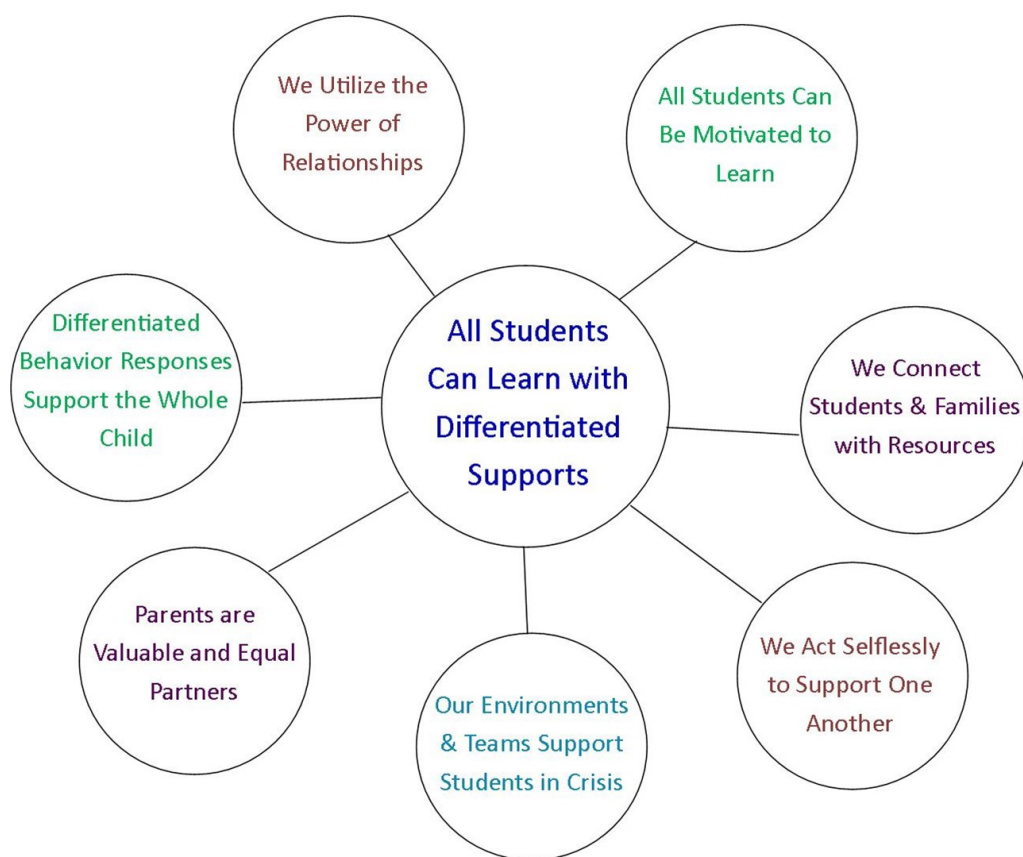 We Utilize the
Power of
Relationships
All Students Can
Be Motivated to
Learn
Differentiated
Behavior Responses
Support the Whole
Child
All Students
Can Learn with
Differentiated
Supports
We Connect
Students & Families
with Resources
Parents are
Valuable and Equal
Partners
Our Environments
& Teams Support
Students in Crisis
We Act Selflessly
to Support One
Another